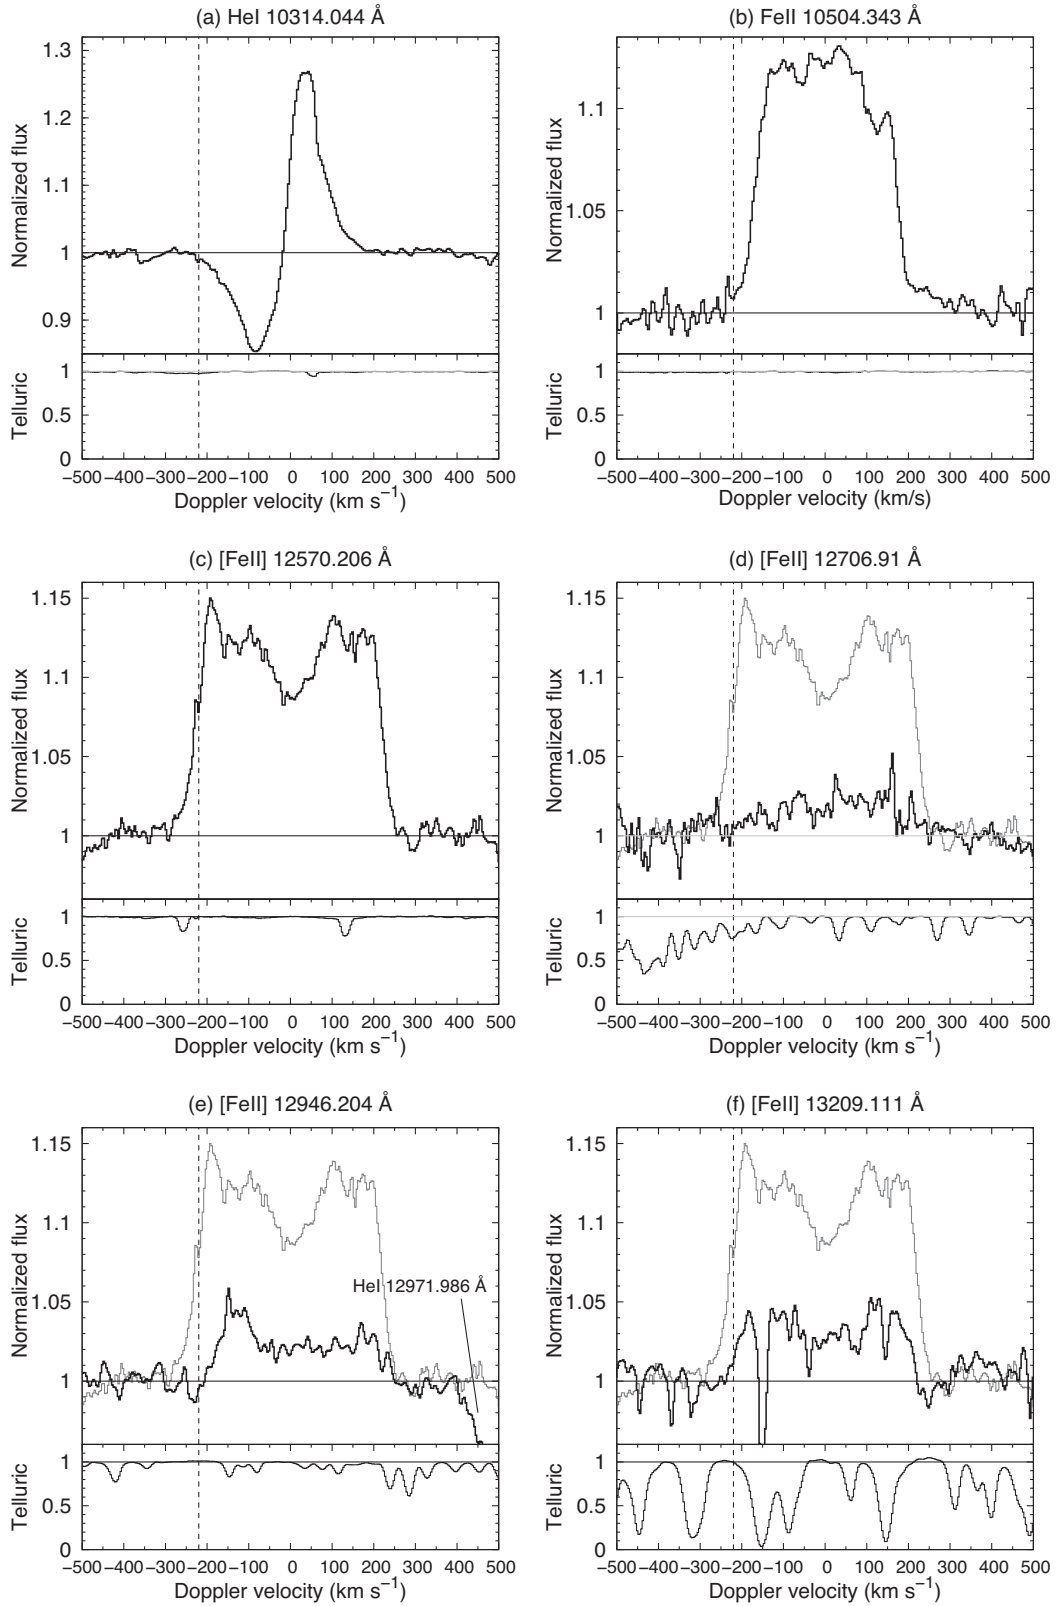 (a) HeI 10314.044 Å
Normalized flux
1.3
1.2
1.1
1
0.9
Telluric
1
0.5
0
−500 −400 −300 −200 −100 0 100 200 300 400 500
Doppler velocity (km s−1)
(b) FeII 10504.343 Å
Normalized flux
1.1
1.05
1
Telluric
1
0.5
0
−500 −400 −300 −200 −100 0 100 200 300 400 500
Doppler velocity (km/s)
(c) [FeII] 12570.206 Å
Normalized flux
1.15
1.1
1.05
1
Telluric
1
0.5
0
−500 −400 −300 −200 −100 0 100 200 300 400 500
Doppler velocity (km s−1)
(d) [FeII] 12706.91 Å
Normalized flux
1.15
1.1
1.05
1
Telluric
1
0.5
0
−500 −400 −300 −200 −100 0 100 200 300 400 500
Doppler velocity (km s−1)
(e) [FeII] 12946.204 Å
Normalized flux
1.15
1.1
1.05
1
HeI 12971.986 Å
Telluric
1
0.5
0
−500 −400 −300 −200 −100 0 100 200 300 400 500
Doppler velocity (km s−1)
(f) [FeII] 13209.111 Å
Normalized flux
1.15
1.1
1.05
1
Telluric
1
0.5
0
−500 −400 −300 −200 −100 0 100 200 300 400 500
Doppler velocity (km s−1)